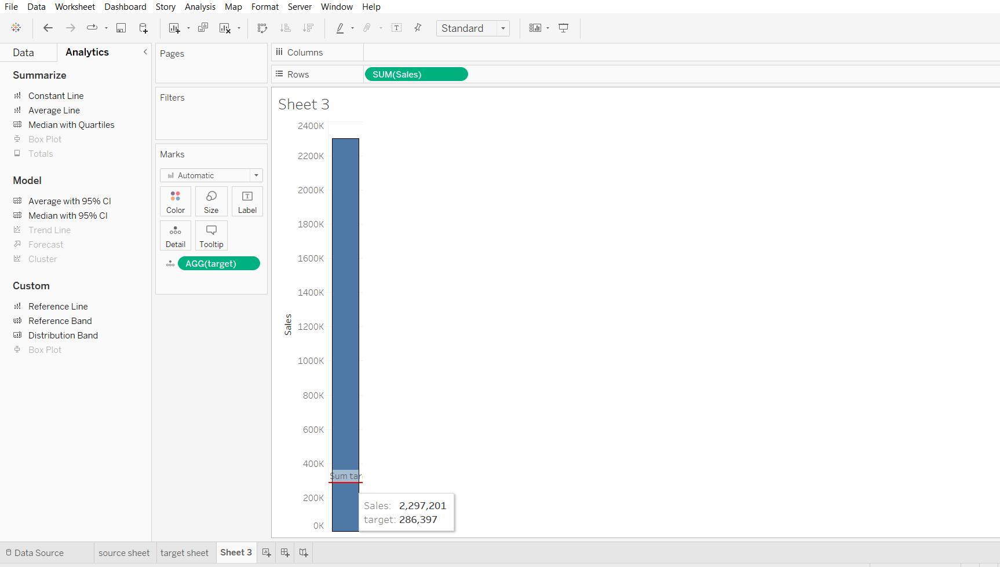 File Data Worksheet Dashboard Story Analysis Map Format Server Window Help
Standard
Data Analytics
Summarize
Constant Line
Average Line
Median with Quartiles
Box Plot
Totals
Model
Average with 95% CI
Median with 95% CI
Trend Line
Forecast
Cluster
Custom
Reference Line
Reference Band
Distribution Band
Box Plot
Pages
Filters
Marks
Automatic
Color Size Label
Detail Tooltip
AGG(target)
Columns
Rows SUM(Sales)
Sheet 3
2400K
2200K
2000K
1800K
1600K
1400K
1200K
1000K
800K
600K
400K
200K
0K
Sales
Sum tar
Sales: 2,297,201
target: 286,397
Data Source source sheet target sheet Sheet 3